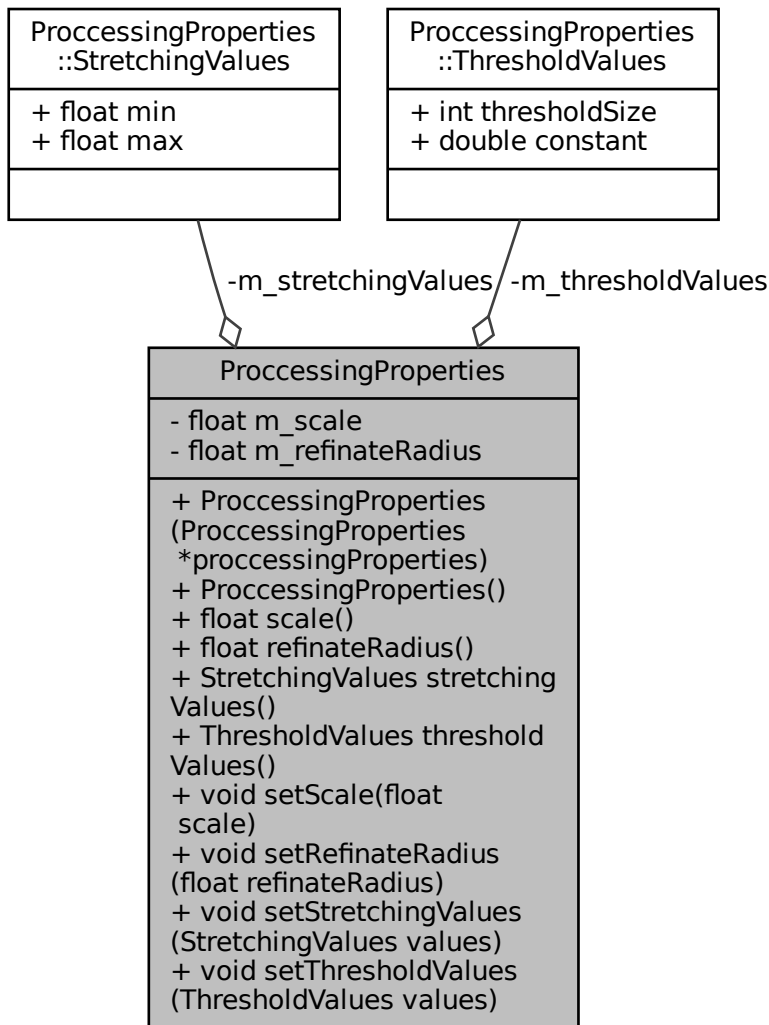 ProccessingProperties
::StretchingValues
+ float min
+ float max
ProccessingProperties
::ThresholdValues
+ int thresholdSize
+ double constant
-m_stretchingValues
-m_thresholdValues
ProccessingProperties
- float m_scale
- float m_refinateRadius
+ ProccessingProperties
(ProccessingProperties
*proccessingProperties)
+ ProccessingProperties()
+ float scale()
+ float refinateRadius()
+ StretchingValues stretching
Values()
+ ThresholdValues threshold
Values()
+ void setScale(float
scale)
+ void setRefinateRadius
(float refinateRadius)
+ void setStretchingValues
(StretchingValues values)
+ void setThresholdValues
(ThresholdValues values)